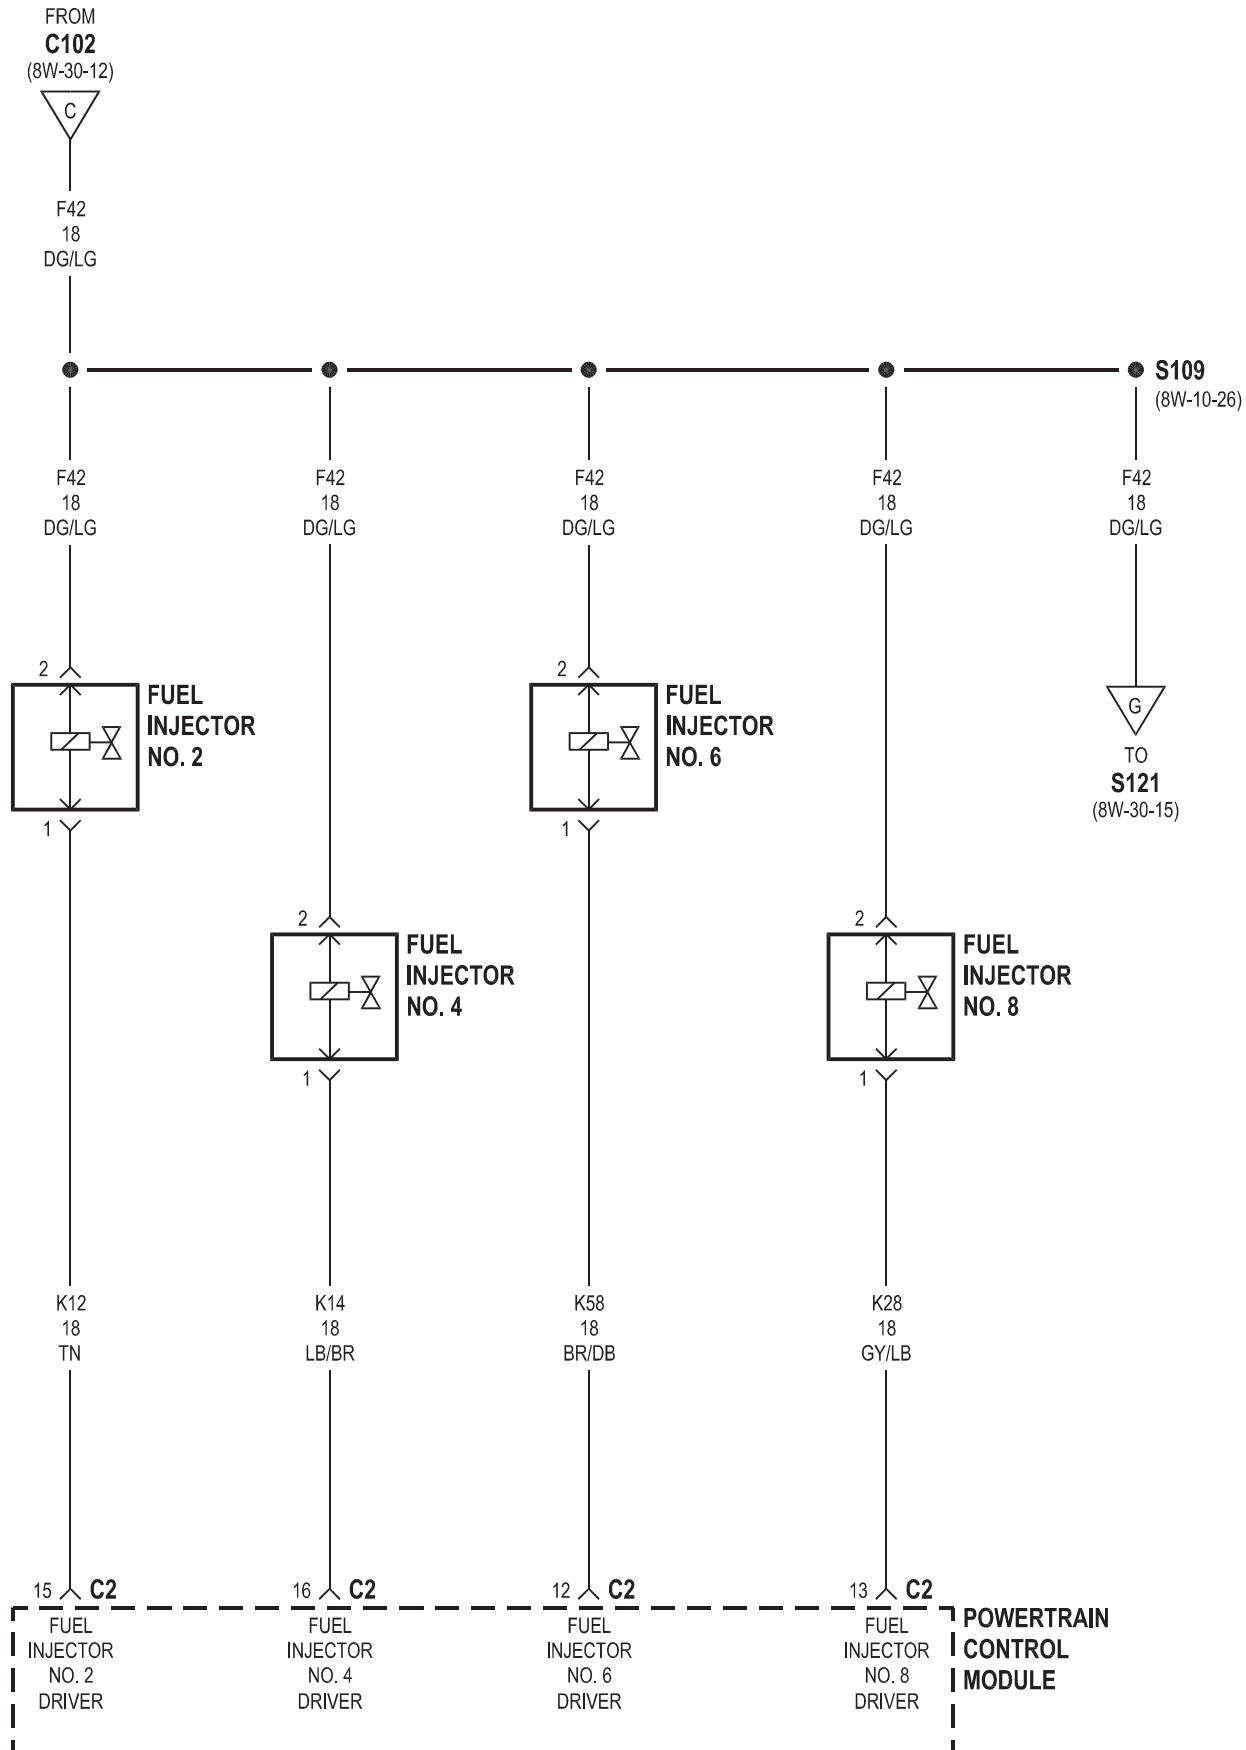 FROM
C102
(8W-30-12)
C
F42
18
DG/LG
S109
(8W-10-26)
F42
18
DG/LG
F42
18
DG/LG
F42
18
DG/LG
F42
18
DG/LG
F42
18
DG/LG
2
FUEL
INJECTOR
NO. 2
1
2
FUEL
INJECTOR
NO. 6
1
G
TO
S121
(8W-30-15)
2
FUEL
INJECTOR
NO. 4
1
2
FUEL
INJECTOR
NO. 8
1
K12
18
TN
K14
18
LB/BR
K58
18
BR/DB
K28
18
GY/LB
15 C2
16 C2
12 C2
13 C2
FUEL
INJECTOR
NO. 2
DRIVER
FUEL
INJECTOR
NO. 4
DRIVER
FUEL
INJECTOR
NO. 6
DRIVER
FUEL
INJECTOR
NO. 8
DRIVER
POWERTRAIN
CONTROL
MODULE